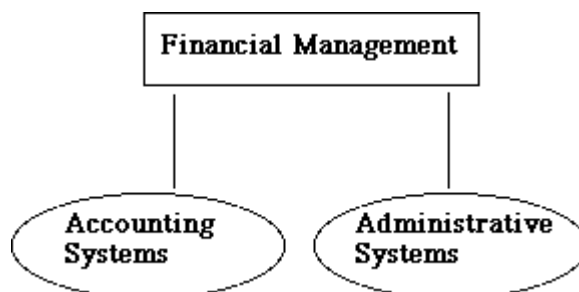 Financial Management
Accounting
Systems
Administrative
Systems